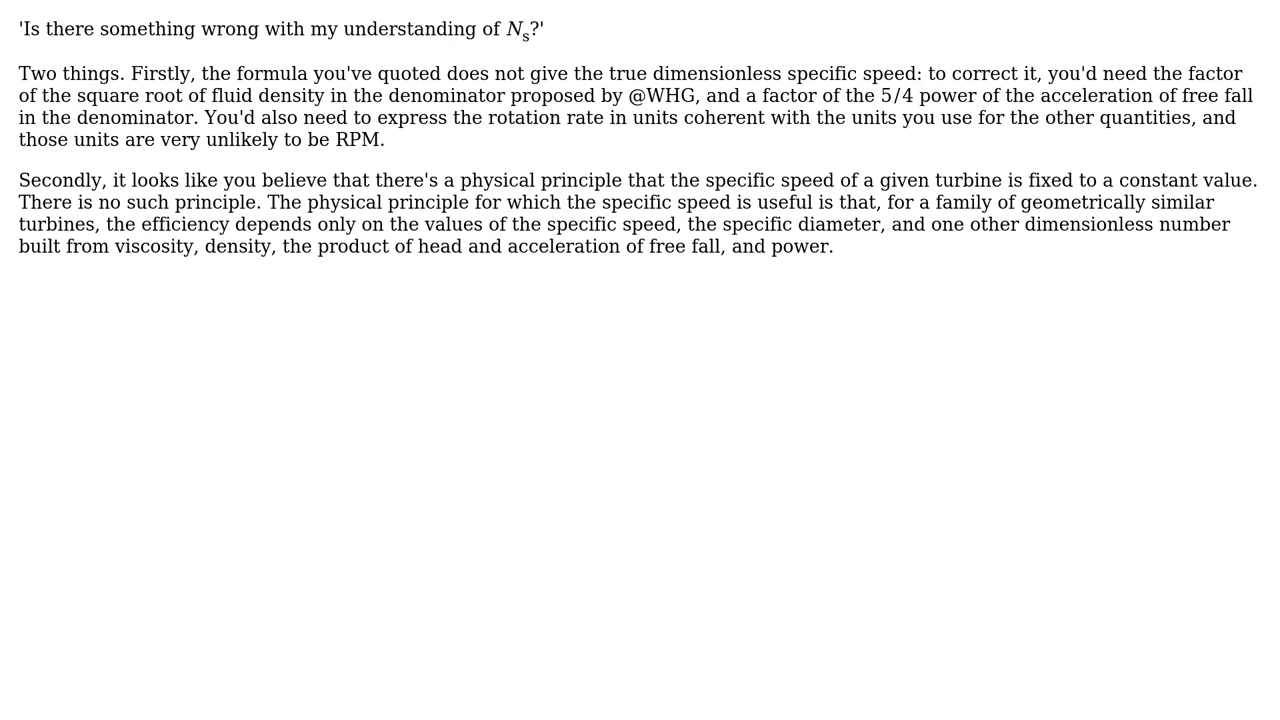 'Is there something wrong with my understanding of Ns?'
Two things. Firstly, the formula you've quoted does not give the true dimensionless specific speed: to correct it, you'd need the factor
of the square root of fluid density in the denominator proposed by @WHG, and a factor of the 5/4 power of the acceleration of free fall
in the denominator. You'd also need to express the rotation rate in units coherent with the units you use for the other quantities, and
those units are very unlikely to be RPM.
Secondly, it looks like you believe that there's a physical principle that the specific speed of a given turbine is fixed to a constant value.
There is no such principle. The physical principle for which the specific speed is useful is that, for a family of geometrically similar
turbines, the efficiency depends only on the values of the specific speed, the specific diameter, and one other dimensionless number
built from viscosity, density, the product of head and acceleration of free fall, and power.